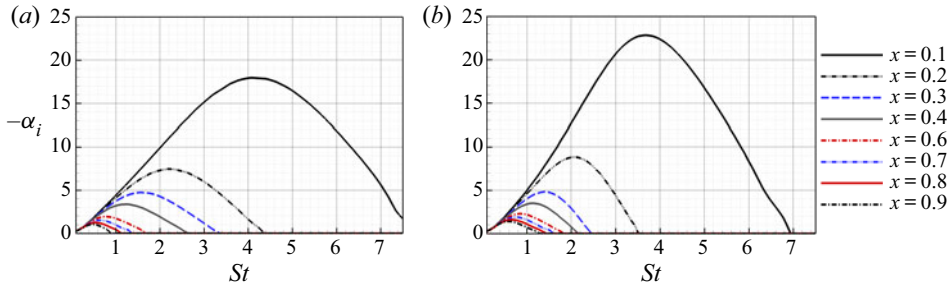 (a)
25
20
15
10
5
0
−αi
1 2 3 4 5 6 7
St
(b)
25
20
15
10
5
0
1 2 3 4 5 6 7
St
x = 0.1
x = 0.2
x = 0.3
x = 0.4
x = 0.6
x = 0.7
x = 0.8
x = 0.9